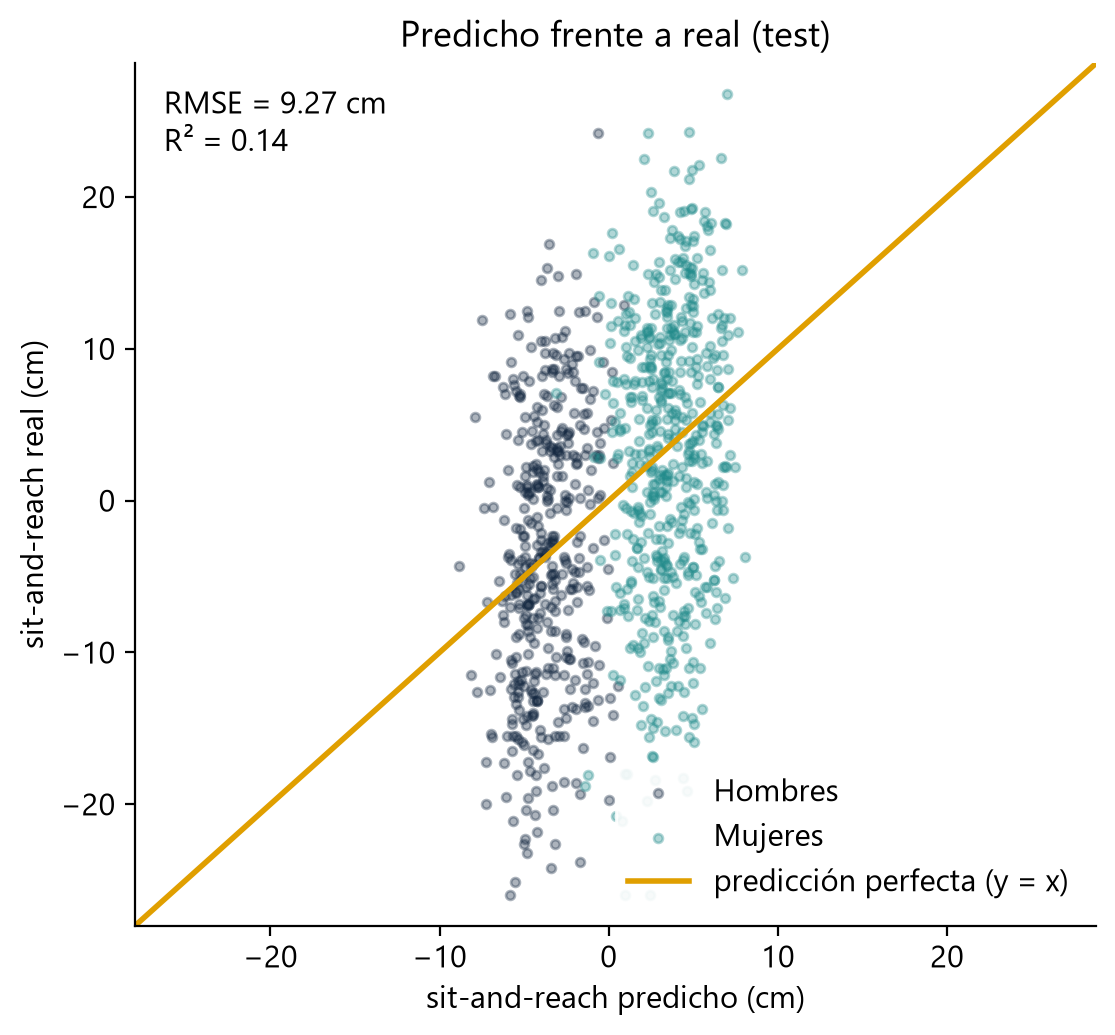 Predicho frente a real (test)
RMSE = 9.27 cm
R² = 0.14
sit-and-reach real (cm)
20
10
0
−10
−20
Hombres
Mujeres
predicción perfecta (y = x)
−20
−10
0
10
20
sit-and-reach predicho (cm)